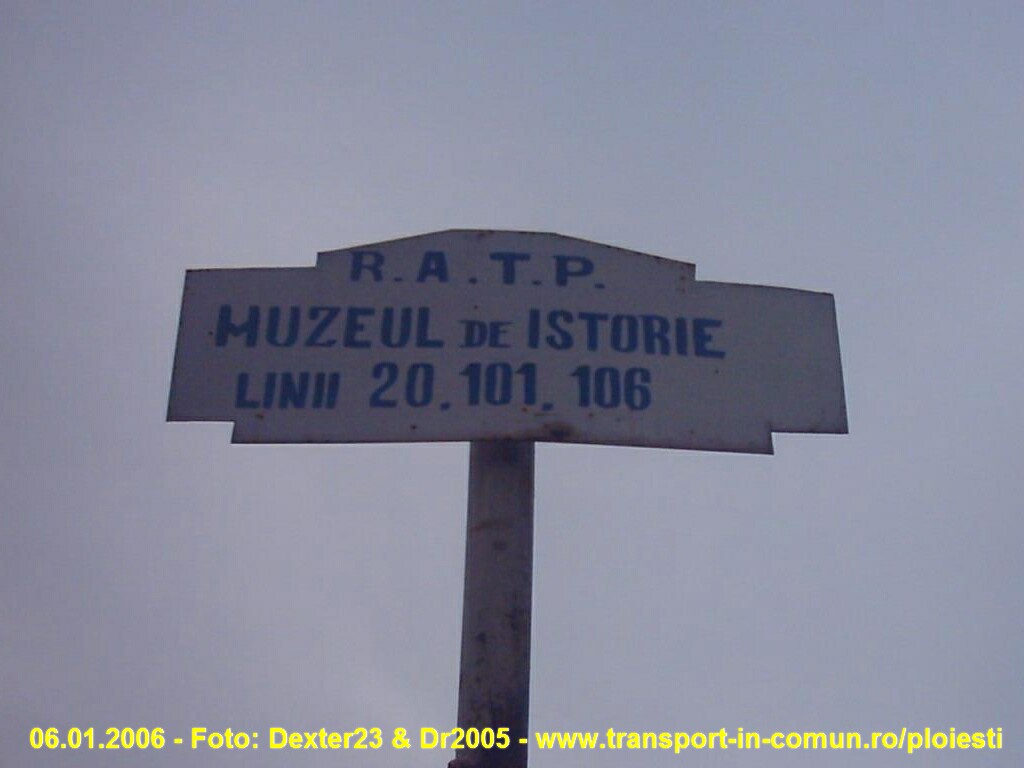 R.A.T.P.
MUZEUL DE ISTORIE
LINII 20, 101, 106
06.01.2006 - Foto: Dexter23 & Dr2005 - www.transport-in-comun.ro/ploiesti